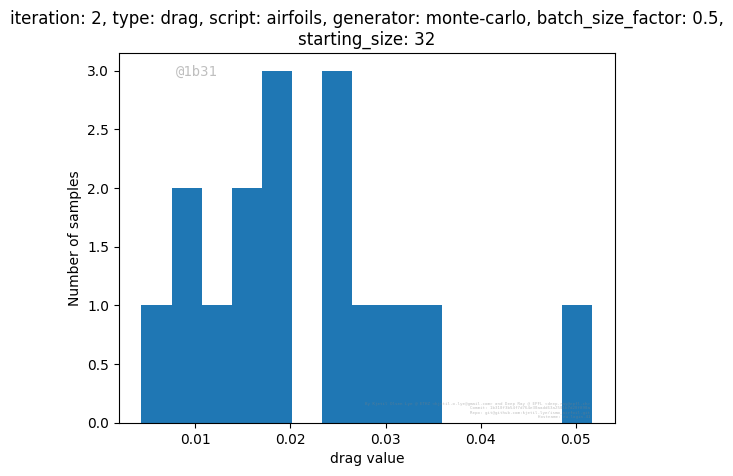 iteration: 2, type: drag, script: airfoils, generator: monte-carlo, batch_size_factor: 0.5,
starting_size: 32
@1b31
3.0
2.5
2.0
1.5
1.0
0.5
0.0
Number of samples
0.01
0.02
0.03
0.04
0.05
drag value